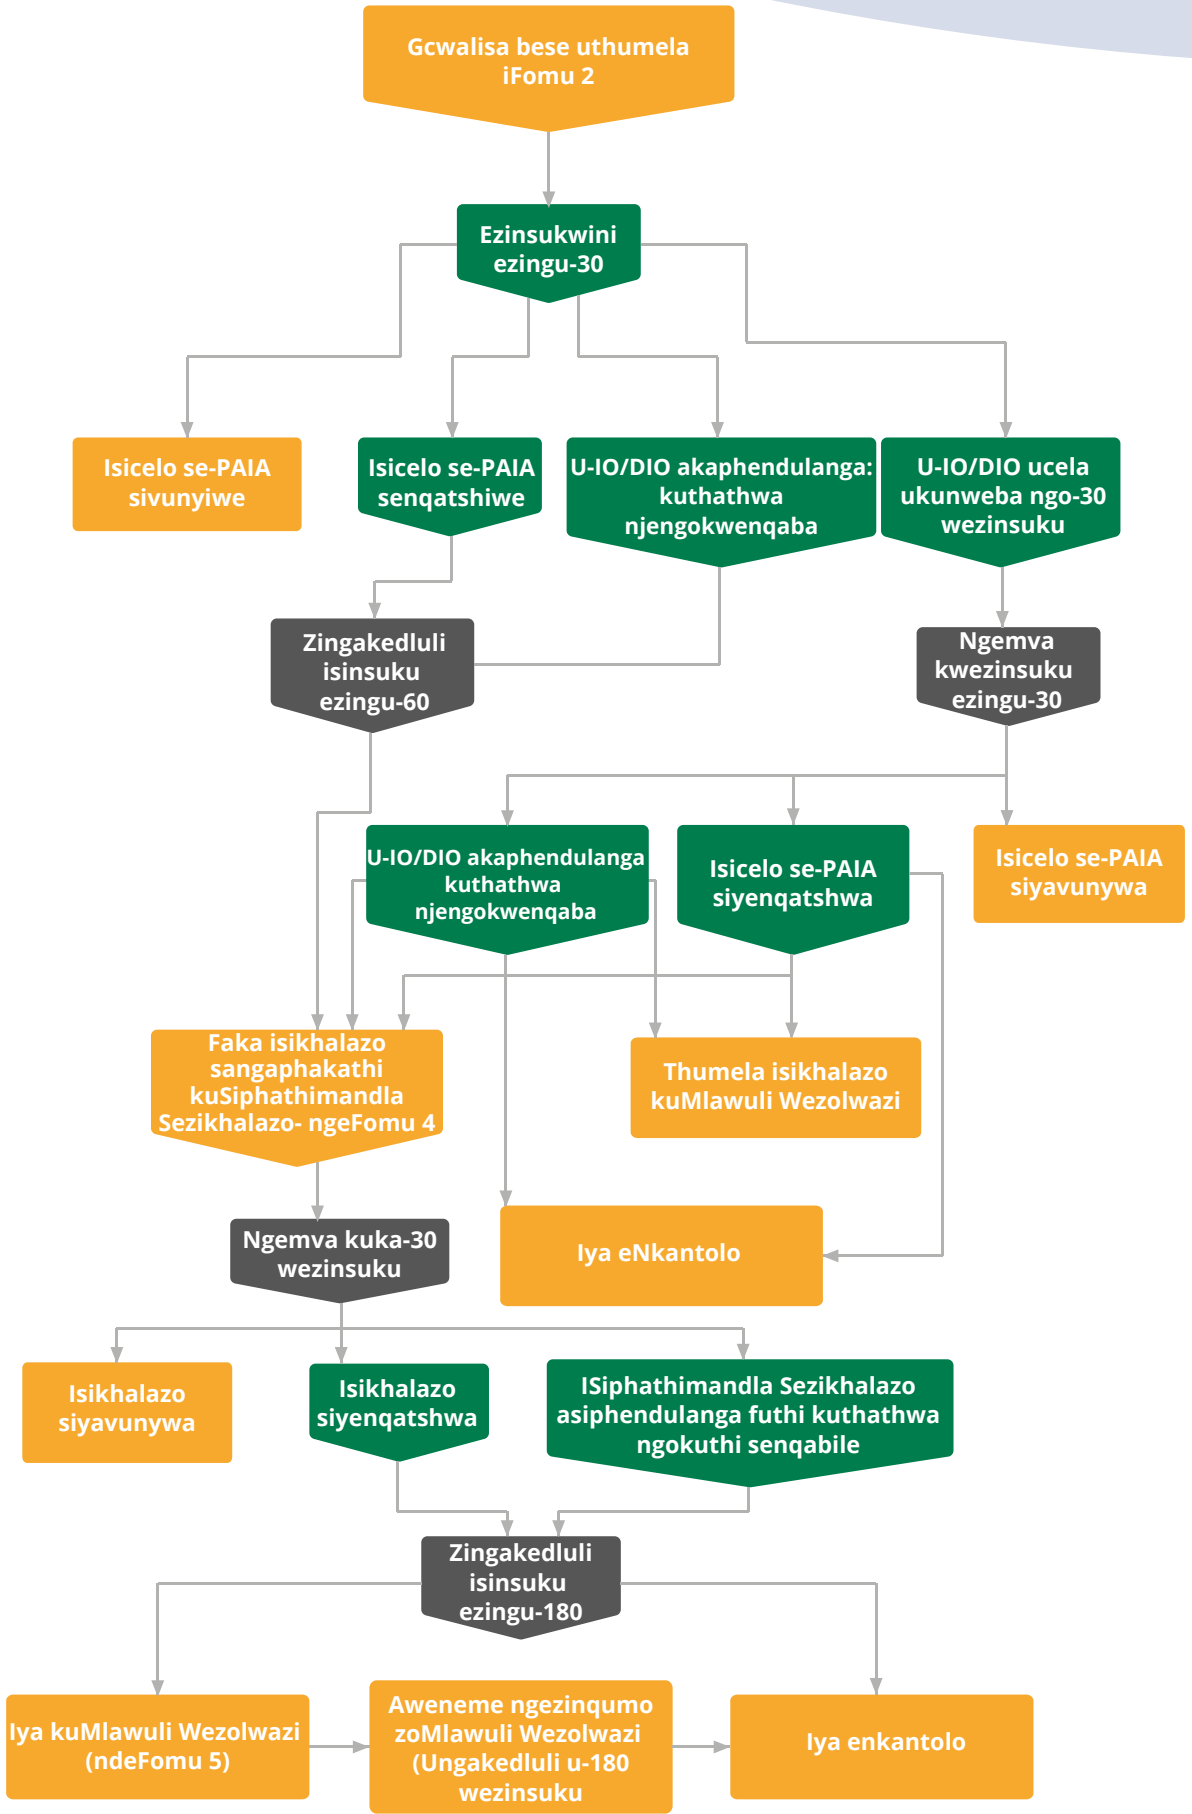 Gcwalisa bese uthumela
iFomu 2
Ezinsukwini
ezingu-30
Isicelo se-PAIA
sivunyiwe
Isicelo se-PAIA
senqatshiwe
U-IO/DIO akaphendulanga:
kuthathwa
njengokwenqaba
U-IO/DIO ucela
ukunweba ngo-30
wezinsuku
Zingakedluli
isinsuku
ezingu-60
Ngemva
kwezinsuku
ezingu-30
U-IO/DIO akaphendulanga
kuthathwa
njengokwenqaba
Isicelo se-PAIA
siyenqatshwa
Isicelo se-PAIA
siyavunywa
Faka isikhalazo
sangaphakathi
kuSiphathimandla
Sezikhalazo- ngeFomu 4
Thumela isikhalazo
kuMlawuli Wezolwazi
Ngemva kuka-30
wezinsuku
Iya eNkantolo
Isikhalazo
siyavunywa
Isikhalazo
siyenqatshwa
ISiphathimandla Sezikhalazo
asiphendulanga futhi kuthathwa
ngokuthi senqabile
Zingakedluli
isinsuku
ezingu-180
Iya kuMlawuli Wezolwazi
(ndeFomu 5)
Aweneme ngezinqumo
zoMlawuli Wezolwazi
(Ungakedluli u-180
wezinsuku
Iya enkantolo